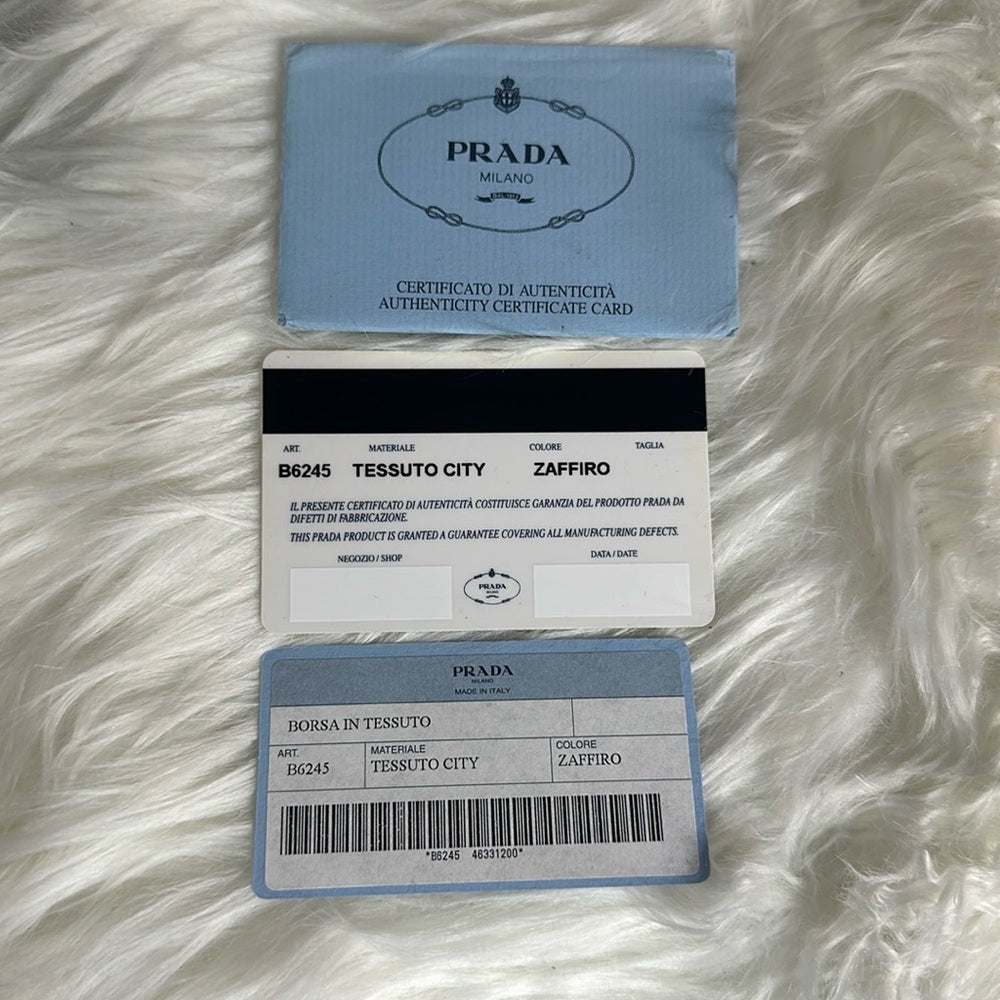 PRADA
MILANO
DAL 1913
CERTIFICATO DI AUTENTICITÀ
AUTHENTICITY CERTIFICATE CARD
ART. MATERIALE COLORE TAGLIA
B6245 TESSUTO CITY ZAFFIRO
IL PRESENTE CERTIFICATO DI AUTENTICITÀ COSTITUISCE GARANZIA DEL PRODOTTO PRADA DA
DIFETTI DI FABBRICAZIONE.
THIS PRADA PRODUCT IS GRANTED A GUARANTEE COVERING ALL MANUFACTURING DEFECTS.
NEGOZIO / SHOP DATA / DATE
PRADA
MILANO
PRADA
MILANO
MADE IN ITALY
BORSA IN TESSUTO
ART. MATERIALE COLORE
B6245 TESSUTO CITY ZAFFIRO
*B6245 46331200*